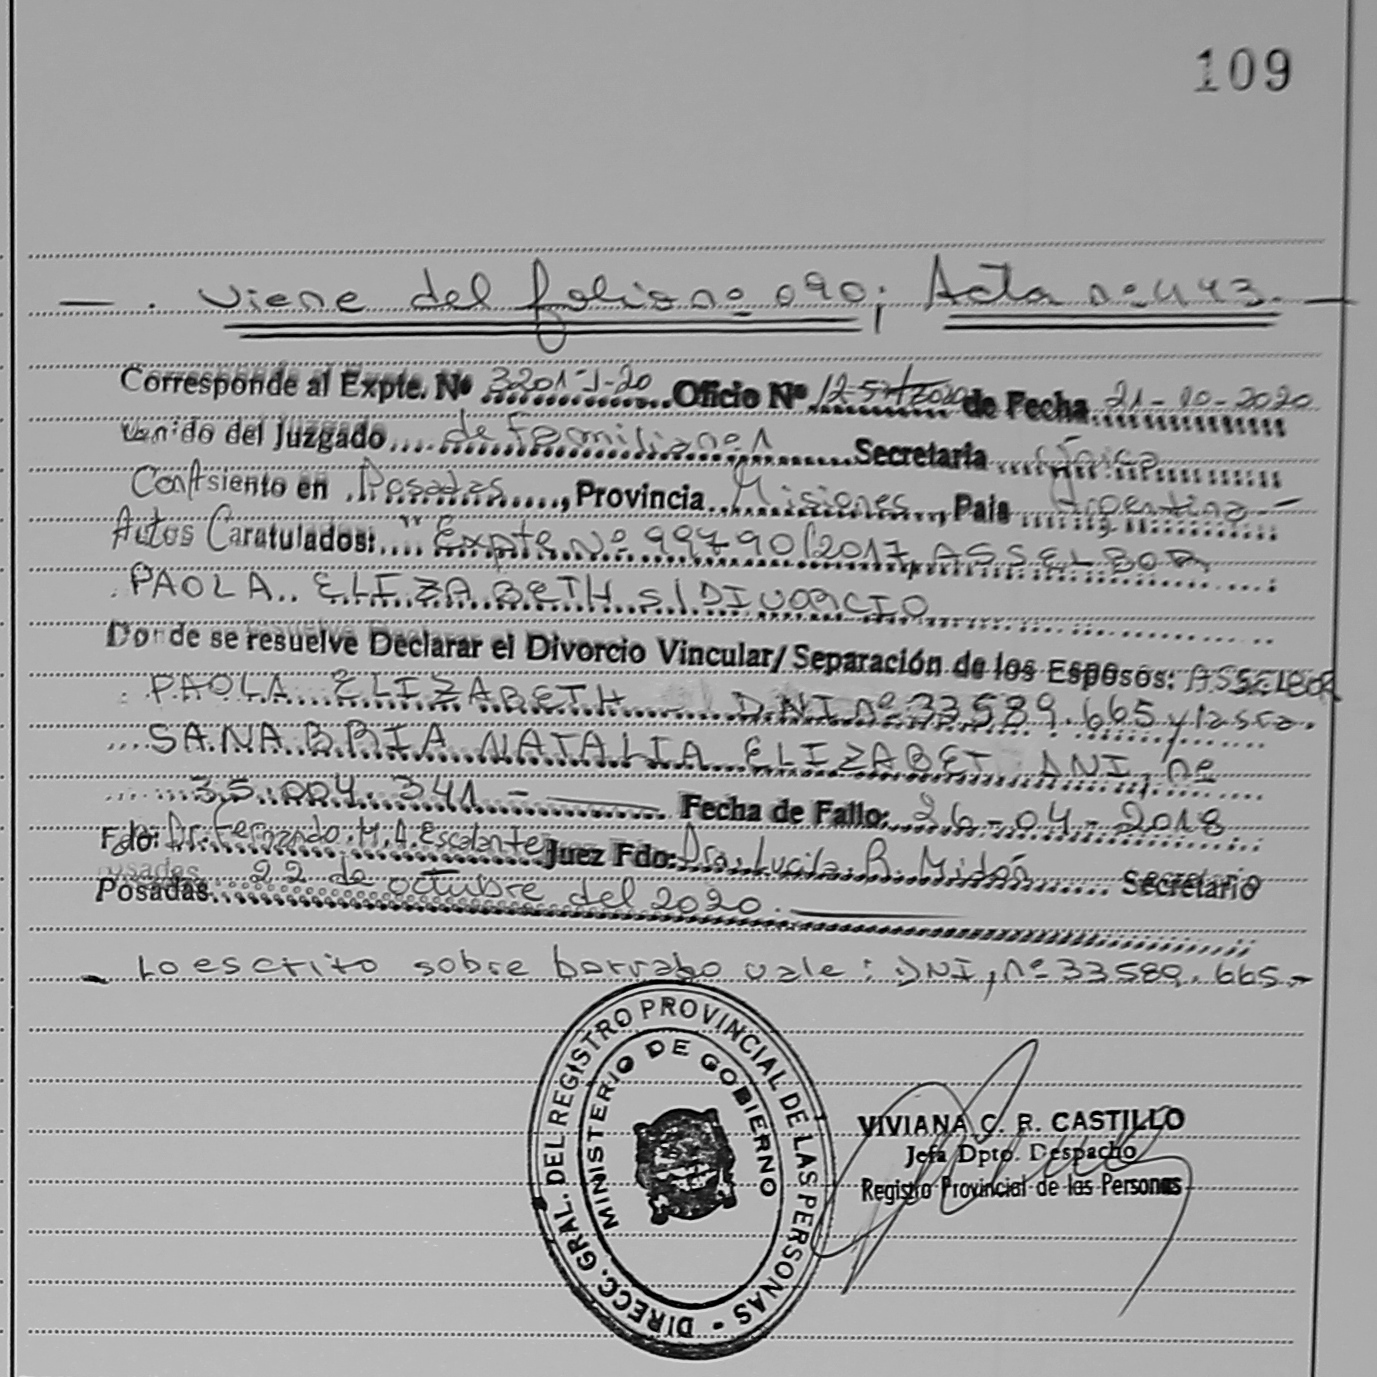 109
— . viene del folio nº 090; Acta nº 443. —
Corresponde al Expte. Nº 3201-J-20 Oficio Nº de Fecha 21-10-2020
venido del Juzgado de Familia nº 1 Secretaria única
Con Asiento en Posadas, Provincia Misiones, Pais Argentina -
Autos Caratulados: " Expte Nº 99790/2017, ASSELBOR
PAOLA ELIZABETH S/ DIVORCIO
Donde se resuelve Declarar el Divorcio Vincular/ Separación de los Esposos: ASSELBOR
PAOLA ELIZABETH DNI nº 33589.665 y la sra.
SANABRIA NATALIA ELIZABET DNI, nº
35.004.341 - Fecha de Fallo: 26-04-2018.
Fdo: Dr. Fernando M. A. Escalante Juez Fdo: Dra. Lucila B. Midón Secretario
Posadas 22 de octubre del 2020.
- Lo escrito sobre borrado vale: DNI, nº 33589.665.-
DIRECC. GRAL. DEL REGISTRO PROVINCIAL DE LAS PERSONAS -
MINISTERIO DE GOBIERNO
VIVIANA C. R. CASTILLO
Jefa Dpto. Despacho
Registro Provincial de las Personas